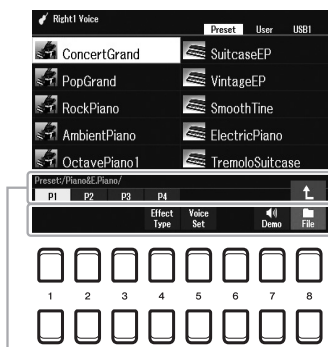 Right1 Voice
Preset User USB1
ConcertGrand SuitcaseEP
PopGrand VintageEP
RockPiano SmoothTine
AmbientPiano ElectricPiano
OctavePiano1 TremoloSuitcase
Preset:/Piano&E.Piano/
P1 P2 P3 P4
Effect Type Voice Set Demo File
1 2 3 4 5 6 7 8